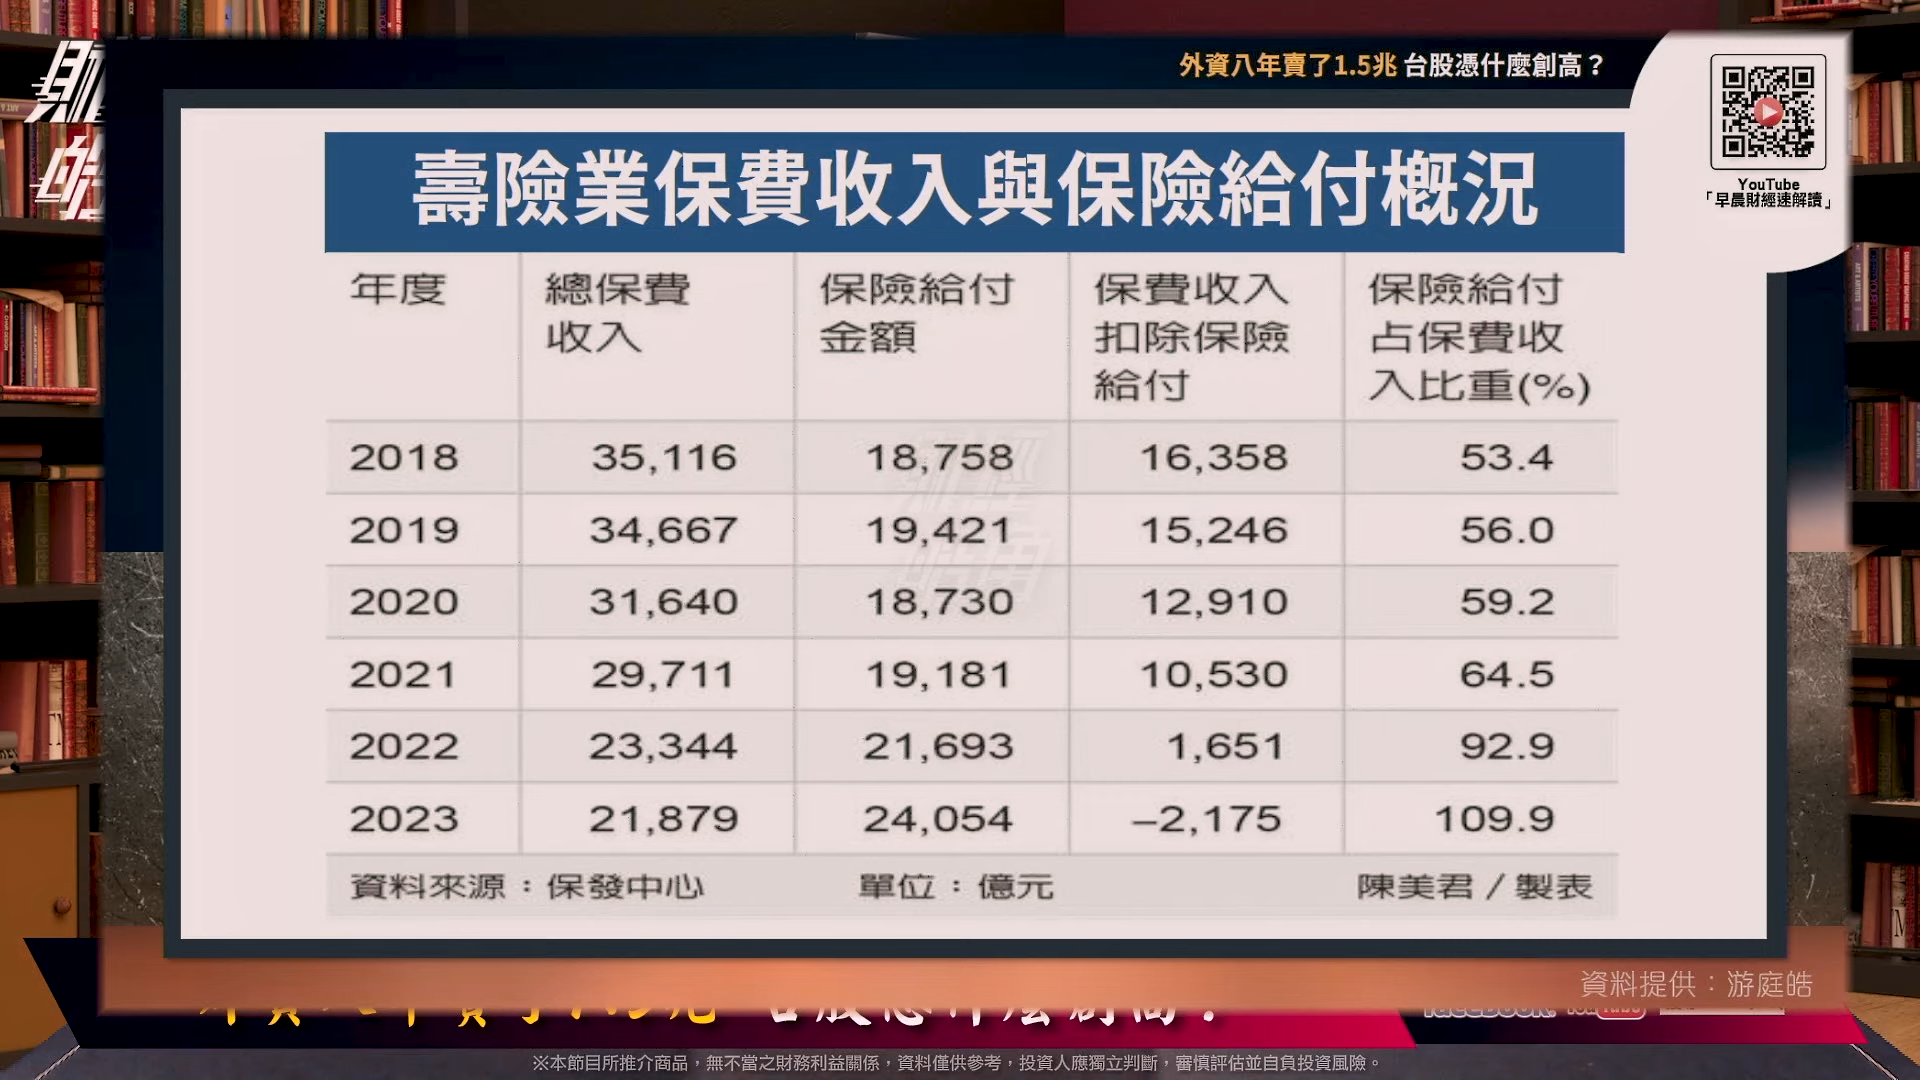 外資八年賣了1.5兆 台股憑什麼創高？
YouTube
「早晨財經速解讀」
壽險業保費收入與保險給付概況
年度 總保費收入 保險給付金額 保費收入扣除保險給付 保險給付占保費收入比重(%)
2018 35,116 18,758 16,358 53.4
2019 34,667 19,421 15,246 56.0
2020 31,640 18,730 12,910 59.2
2021 29,711 19,181 10,530 64.5
2022 23,344 21,693 1,651 92.9
2023 21,879 24,054 –2,175 109.9
資料來源：保發中心 單位：億元 陳美君／製表
資料提供：游庭皓
※本節目所推介商品，無不當之財務利益關係，資料僅供參考，投資人應獨立判斷，審慎評估並自負投資風險。